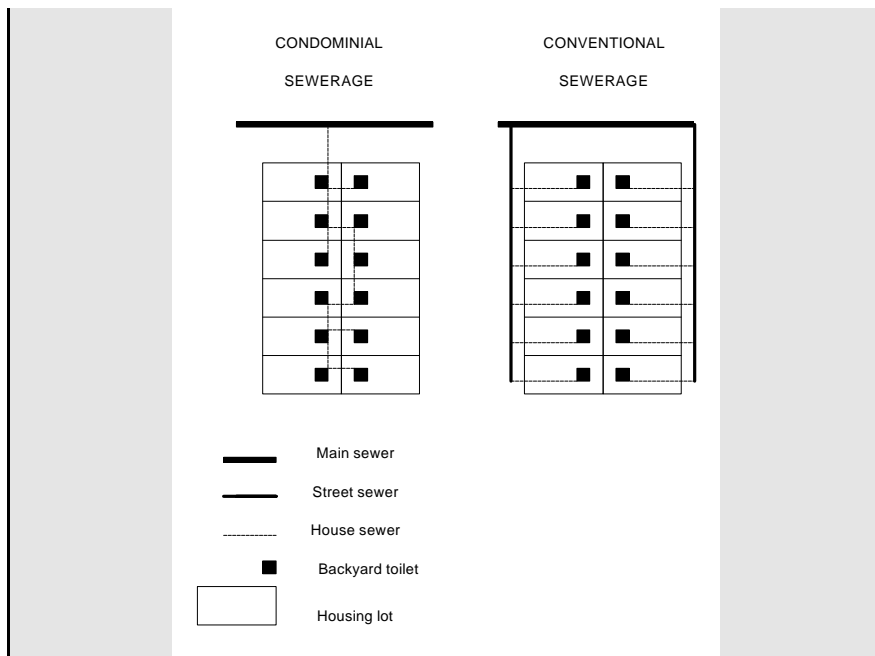 CONDOMINIAL
SEWERAGE
CONVENTIONAL
SEWERAGE
Main sewer
Street sewer
House sewer
Backyard toilet
Housing lot